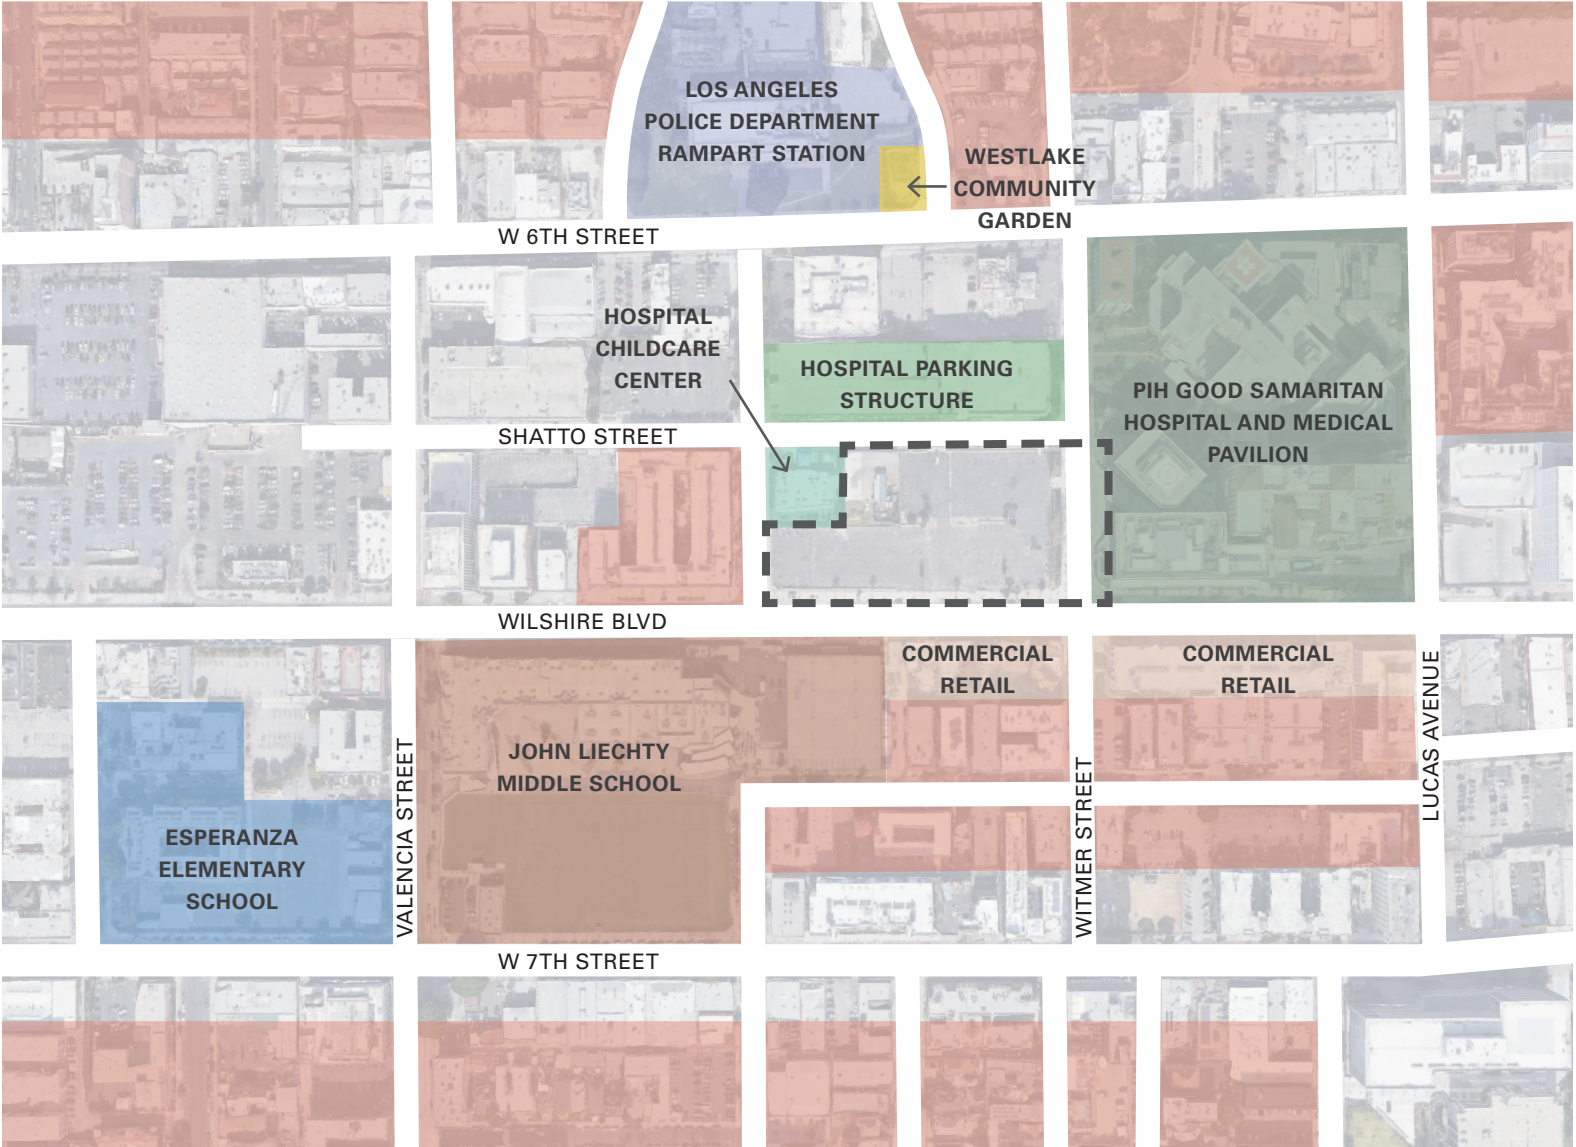 LOS ANGELES
POLICE DEPARTMENT
RAMPART STATION
WESTLAKE
COMMUNITY
GARDEN
W 6TH STREET
HOSPITAL
CHILDCARE
CENTER
HOSPITAL PARKING
STRUCTURE
PIH GOOD SAMARITAN
HOSPITAL AND MEDICAL
PAVILION
SHATTO STREET
WILSHIRE BLVD
COMMERCIAL
RETAIL
COMMERCIAL
RETAIL
LUCAS AVENUE
JOHN LIECHTY
MIDDLE SCHOOL
VALENCIA STREET
WITMER STREET
ESPERANZA
ELEMENTARY
SCHOOL
W 7TH STREET